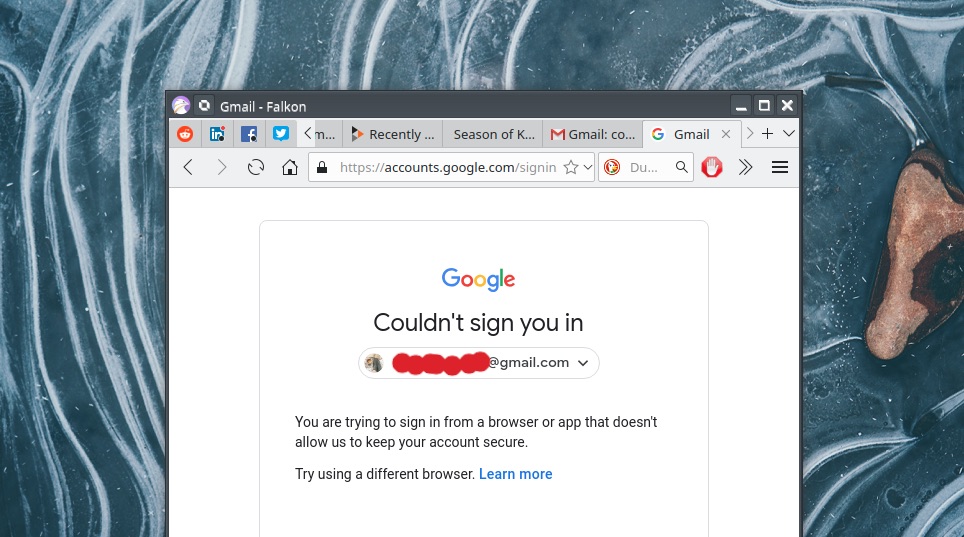 Gmail - Falkon
m... Recently ... Season of K... Gmail: co... Gmail
https://accounts.google.com/signin Du...
Google
Couldn't sign you in
@gmail.com
You are trying to sign in from a browser or app that doesn't
allow us to keep your account secure.
Try using a different browser. Learn more